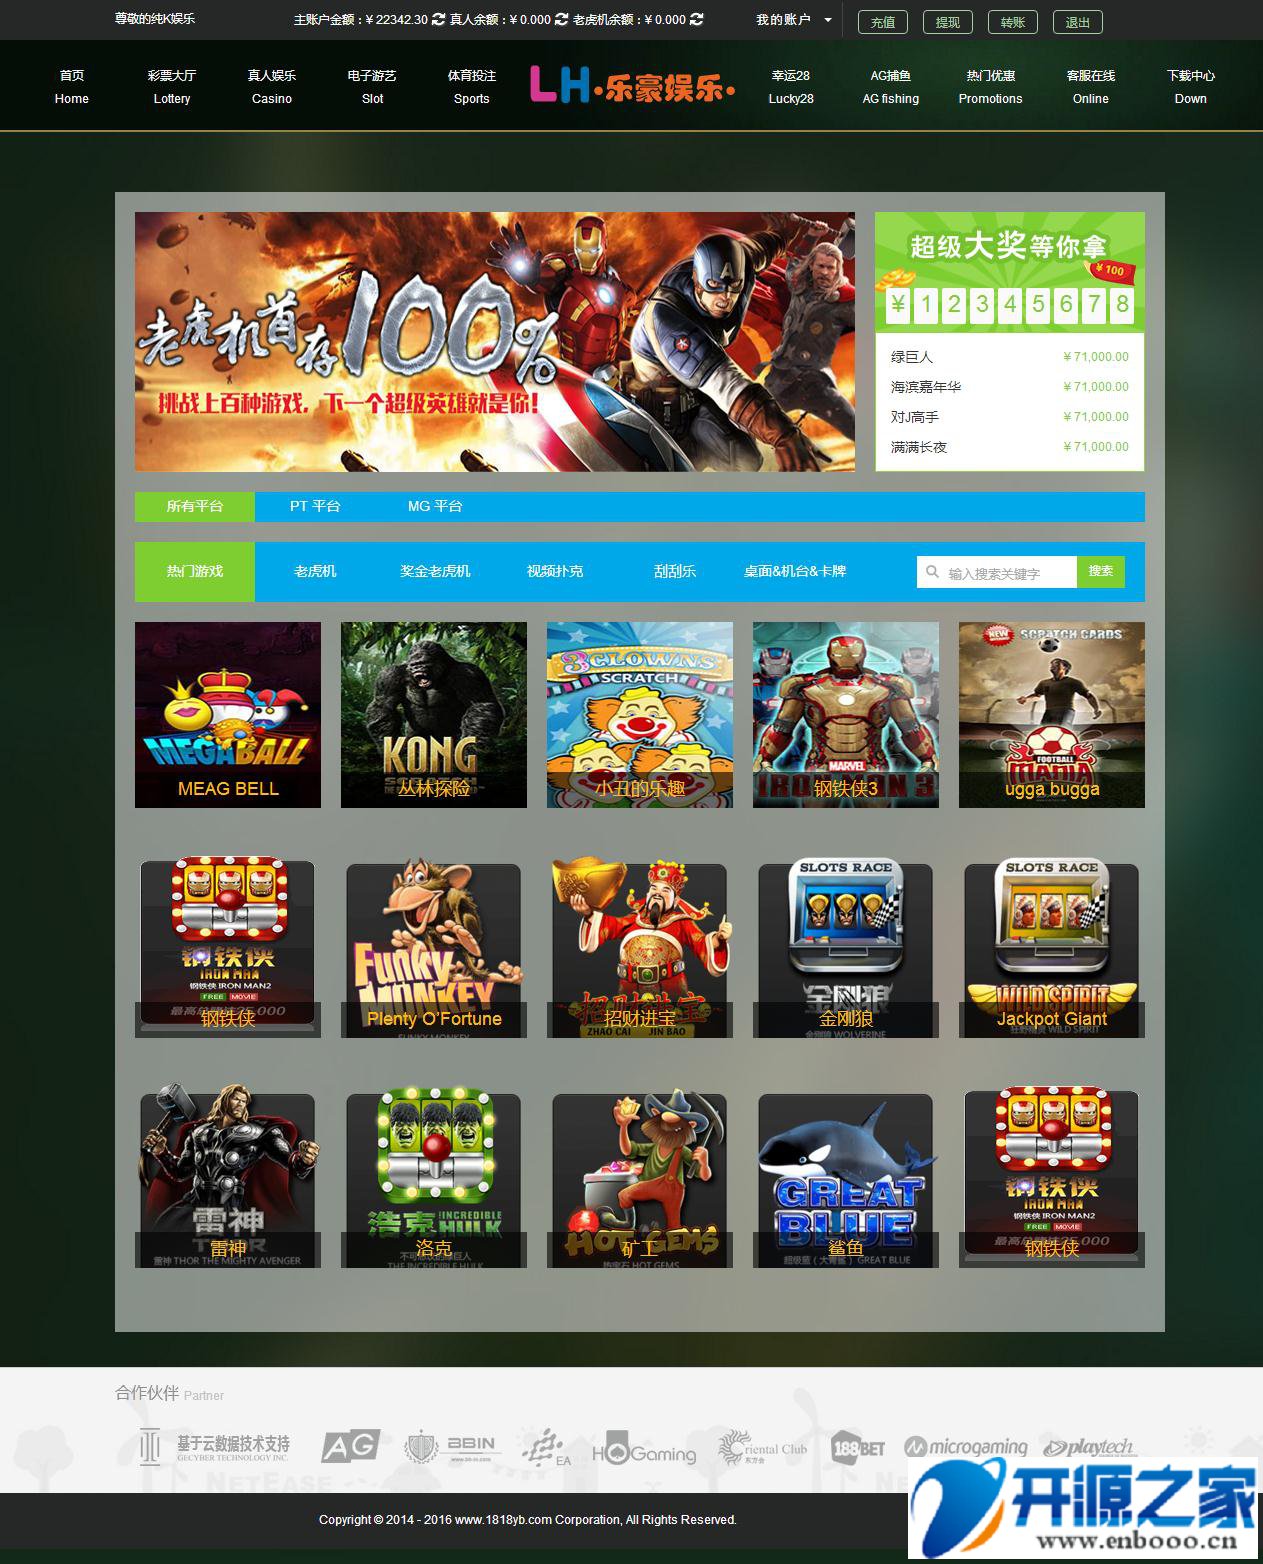 尊敬的纯K娱乐 主账户金额：¥ 22342.30 真人余额：¥ 0.000 老虎机余额：¥ 0.000 我的账户 充值 提现 转账 退出
首页 彩票大厅 真人娱乐 电子游艺 体育投注 LH·乐豪娱乐· 幸运28 AG捕鱼 热门优惠 客服在线 下载中心
Home Lottery Casino Slot Sports Lucky28 AG fishing Promotions Online Down
老虎机首存100%
挑战上百种游戏，下一个超级英雄就是你！
超级大奖等你拿
¥ 100
¥ 1 2 3 4 5 6 7 8
绿巨人 ¥ 71,000.00
海滨嘉年华 ¥ 71,000.00
对J高手 ¥ 71,000.00
满满长夜 ¥ 71,000.00
所有平台 PT 平台 MG 平台
热门游戏 老虎机 奖金老虎机 视频扑克 刮刮乐 桌面&机台&卡牌 输入搜索关键字 搜索
MEGABALL
MEAG BELL
KONG
SCRATCH
丛林探险
3 CLOWNS
SCRATCH
小丑的乐趣
MARVEL
IRON MAN 3
钢铁侠3
NEW SCRATCH CARDS
FOOTBALL
MANIA
ugga bugga
钢铁侠
IRON MAN
钢铁侠 IRON MAN2
FREE MOVIE
钢铁侠
Funky
MONKEY
Plenty O'Fortune
FUNKY MONKEY
招财进宝
招财进宝
ZHAO CAI JIN BAO
SLOTS RACE
金刚狼
金刚狼
金刚狼 WOLVERINE
SLOTS RACE
WILD SPIRIT
Jackpot Giant
狂野精灵 WILD SPIRIT
雷神
THOR
雷神
雷神 THOR THE MIGHTY AVENGER
浩克 THE INCREDIBLE HULK
洛克
THE INCREDIBLE HULK
HOT GEMS
矿工
热宝石 HOT GEMS
GREAT
BLUE
鲨鱼
超级蓝（大青鲨） GREAT BLUE
钢铁侠
IRON MAN
钢铁侠 IRON MAN2
FREE MOVIE
钢铁侠
合作伙伴 Partner
基于云数据技术支持
GECYBER TECHNOLOGY INC.
AG
BBIN
EA
HOGaming
Oriental Club
东方会
188BET
microgaming
playtech
NETEASE
Copyright © 2014 - 2016 www.1818yb.com Corporation, All Rights Reserved.
开源之家
www.enbooo.cn